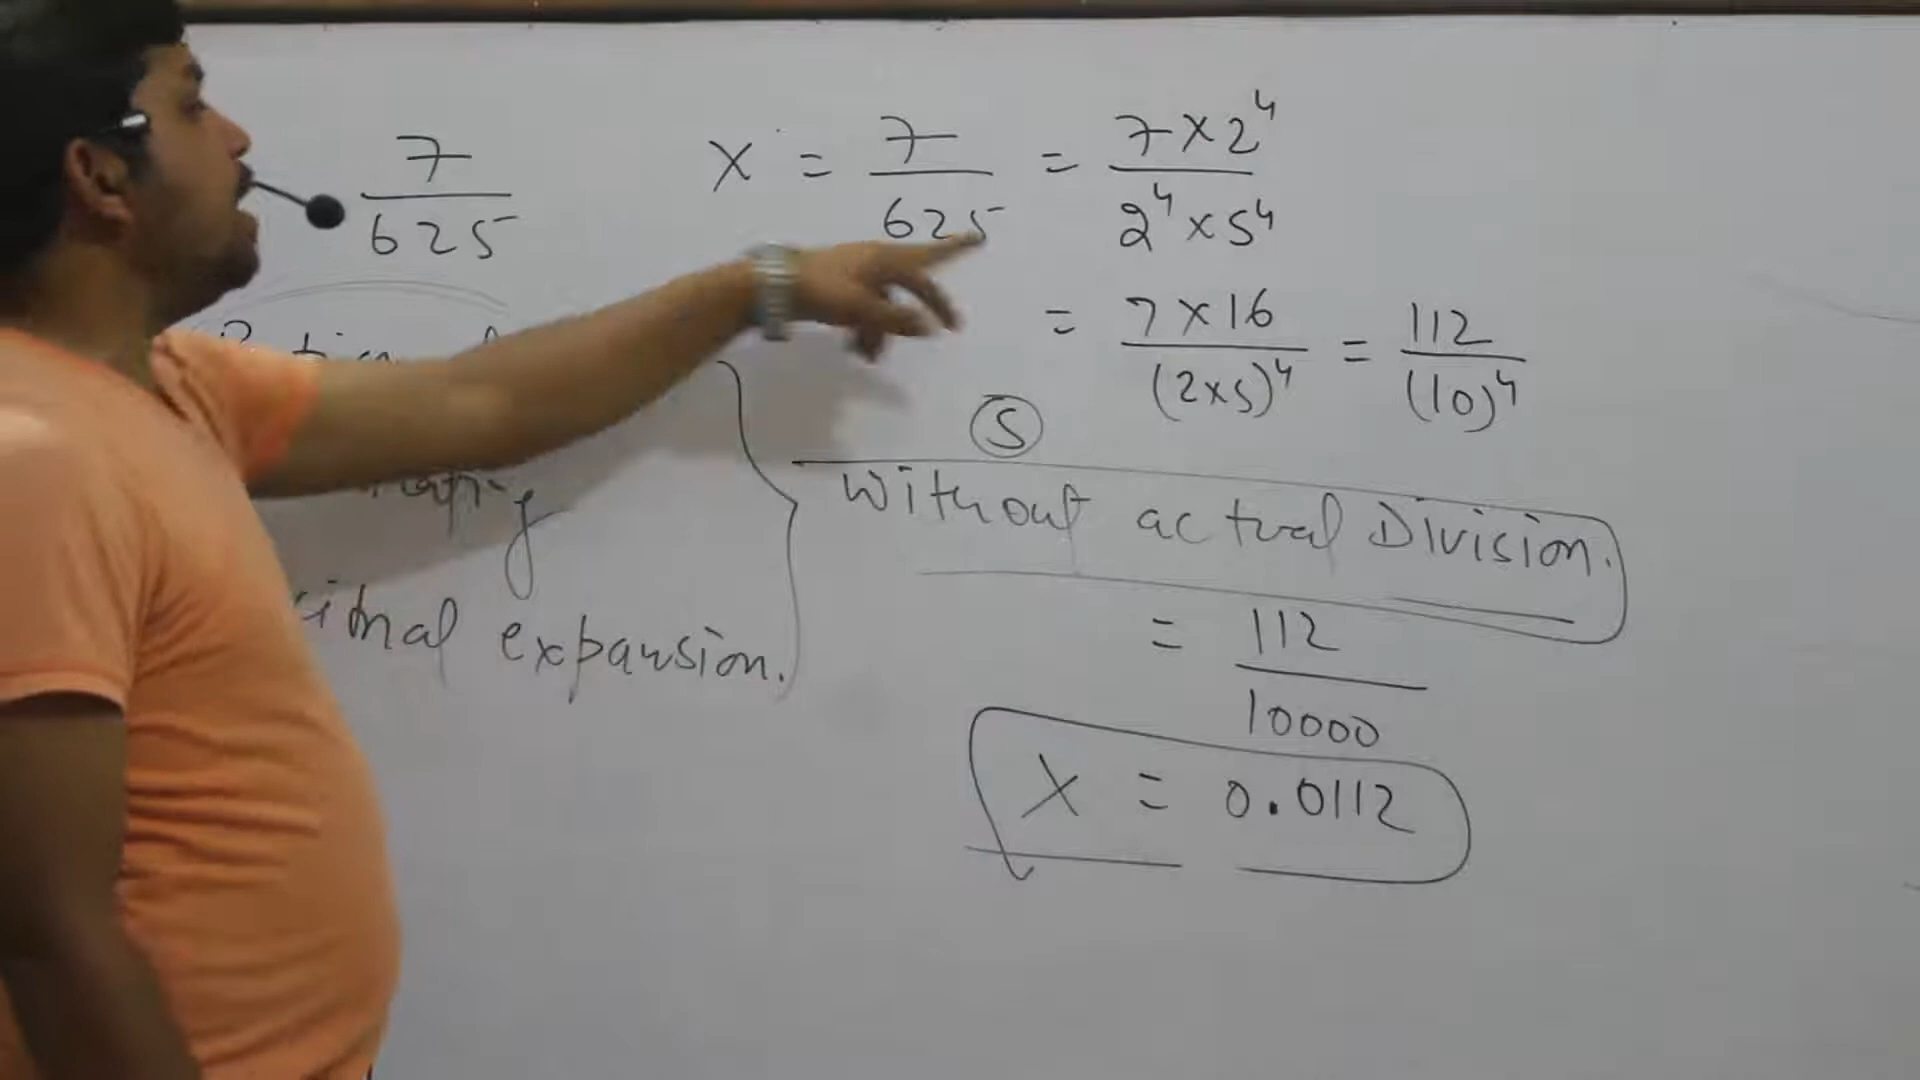 7/625
x = 7/625 = 7×2⁴/2⁴×5⁴
= 7×16/(2×5)⁴ = 112/(10)⁴
5
without actual Division.
expansion.
= 112/10000
x = 0.0112